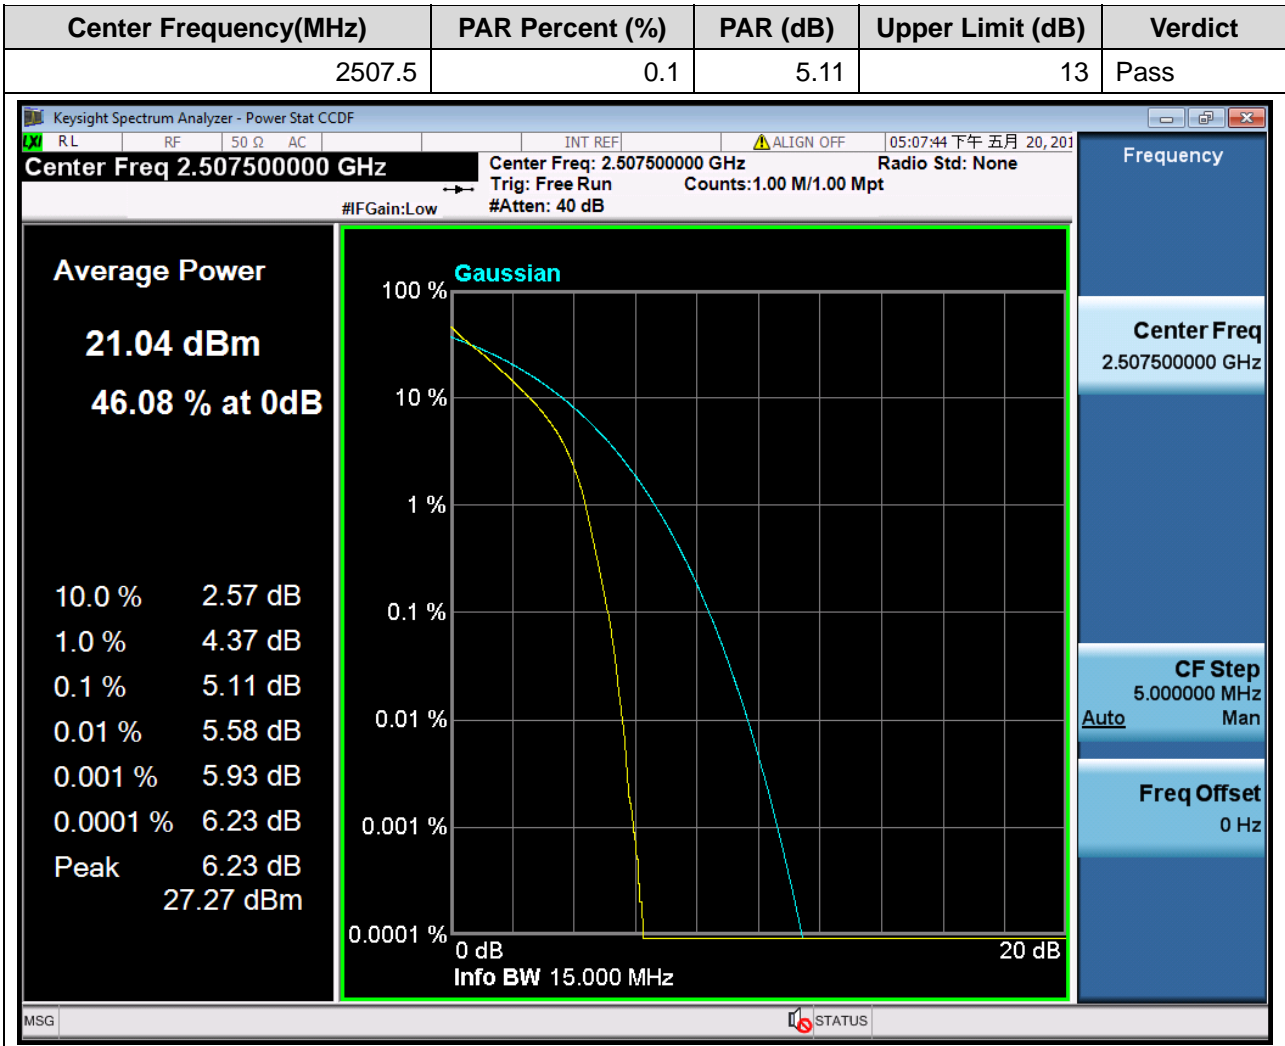 Center Frequency(MHz) PAR Percent (%) PAR (dB) Upper Limit (dB) Verdict
2507.5 0.1 5.11 13 Pass
Keysight Spectrum Analyzer - Power Stat CCDF
LXI RL RF 50 Ω AC INT REF ALIGN OFF 05:07:44 下午 五月 20, 201
Center Freq 2.507500000 GHz
Center Freq: 2.507500000 GHz Radio Std: None
Trig: Free Run Counts:1.00 M/1.00 Mpt
#IFGain:Low #Atten: 40 dB
Frequency
Average Power
21.04 dBm
46.08 % at 0dB
10.0 % 2.57 dB
1.0 % 4.37 dB
0.1 % 5.11 dB
0.01 % 5.58 dB
0.001 % 5.93 dB
0.0001 % 6.23 dB
Peak 6.23 dB
27.27 dBm
Gaussian
100 %
10 %
1 %
0.1 %
0.01 %
0.001 %
0.0001 %
0 dB 20 dB
Info BW 15.000 MHz
Center Freq
2.507500000 GHz
CF Step
5.000000 MHz
Auto Man
Freq Offset
0 Hz
MSG STATUS